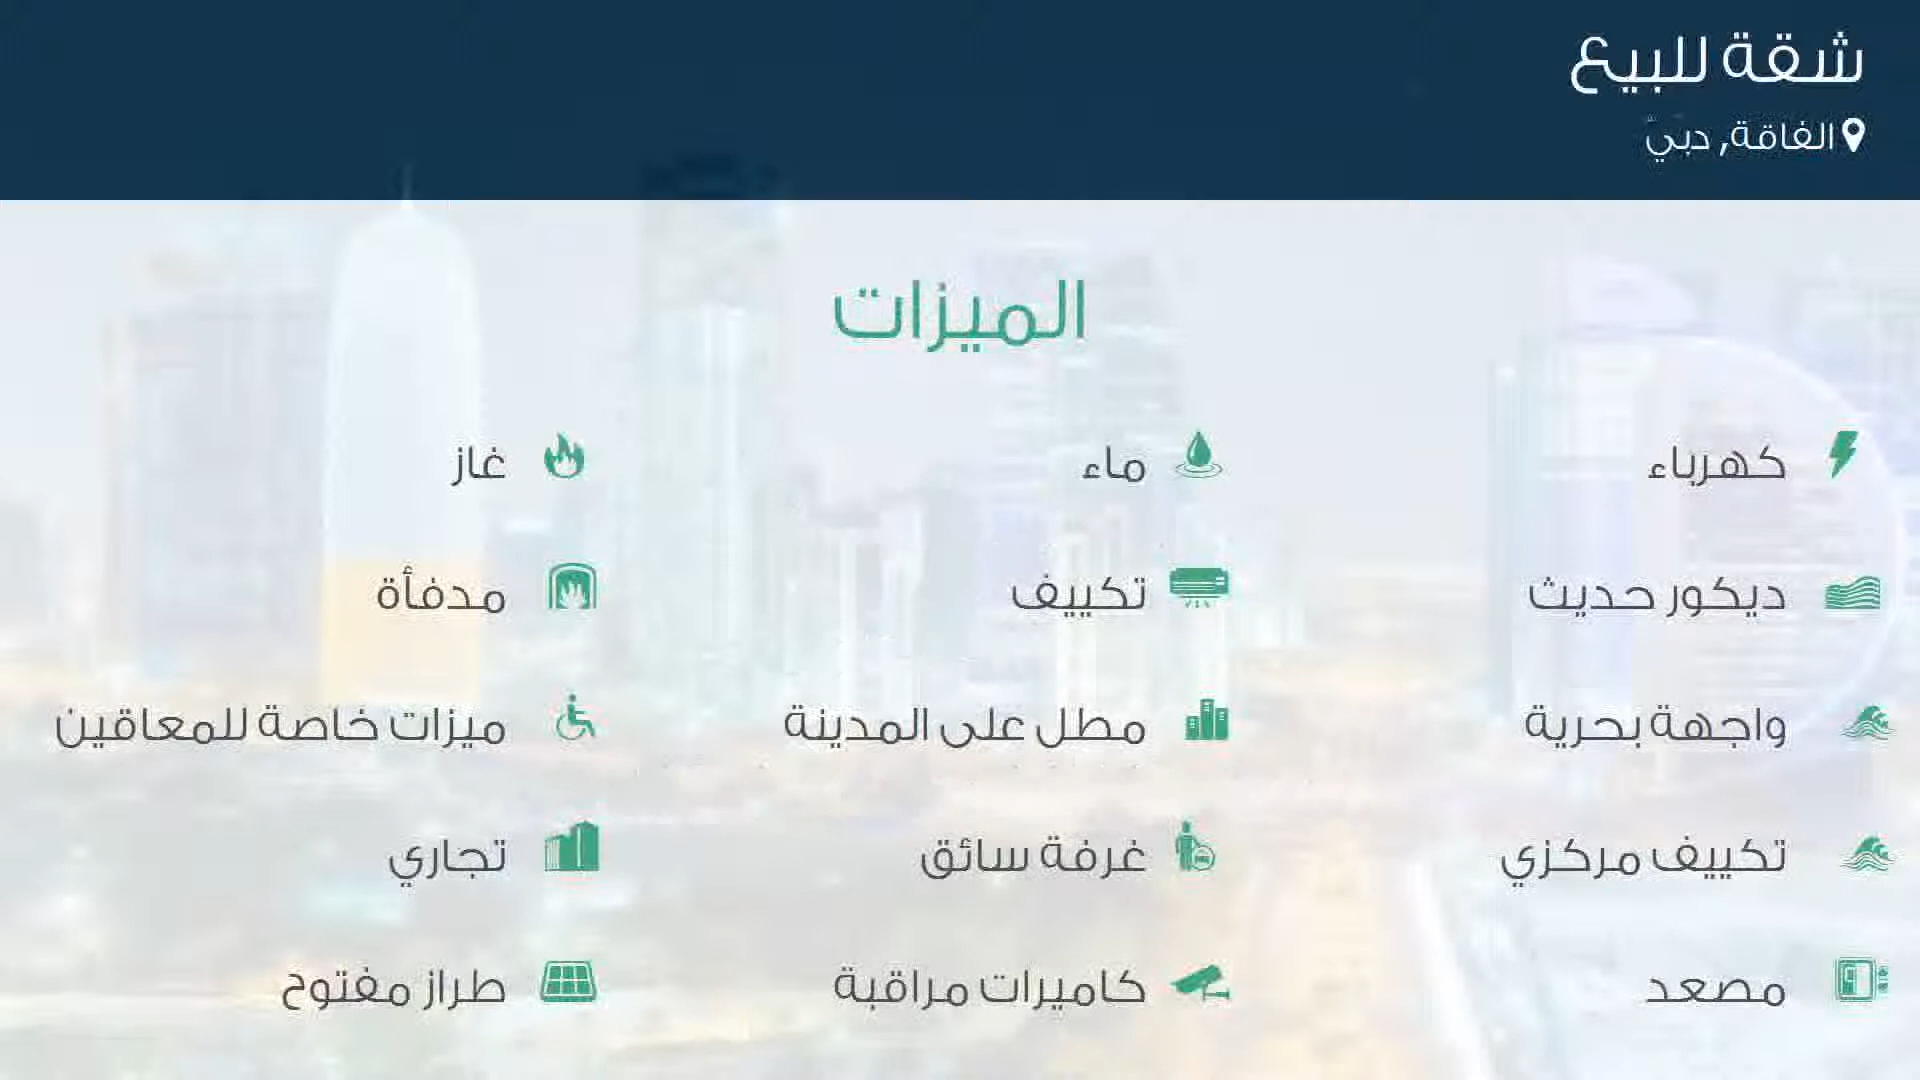 شقة للبيع
الفاقة, دبيّ
الميزات
كهرباء
ماء
غاز
ديكور حديث
تكييف
مدفأة
واجهة بحرية
مطل على المدينة
ميزات خاصة للمعاقين
تكييف مركزي
غرفة سائق
تجاري
مصعد
كاميرات مراقبة
طراز مفتوح